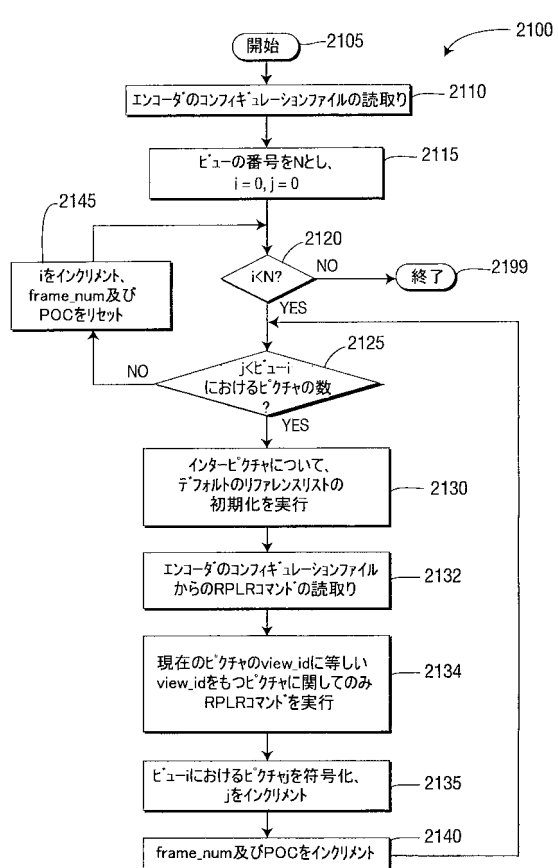 2100
開始
2105
エンコーダのコンフィギュレーションファイルの読取り
2110
ビューの番号をNとし、
i = 0, j = 0
2115
2145
iをインクリメント、
frame_num及び
POCをリセット
2120
i<N?
NO
終了
2199
YES
2125
j<ビューi
におけるピクチャの数
?
NO
YES
インターピクチャについて、
デフォルトのリファレンスリストの
初期化を実行
2130
エンコーダのコンフィギュレーションファイル
からのRPLRコマンドの読取り
2132
現在のピクチャのview_idに等しい
view_idをもつピクチャに関してのみ
RPLRコマンドを実行
2134
ビューiにおけるピクチャjを符号化、
jをインクリメント
2135
2140
frame_num及びPOCをインクリメント